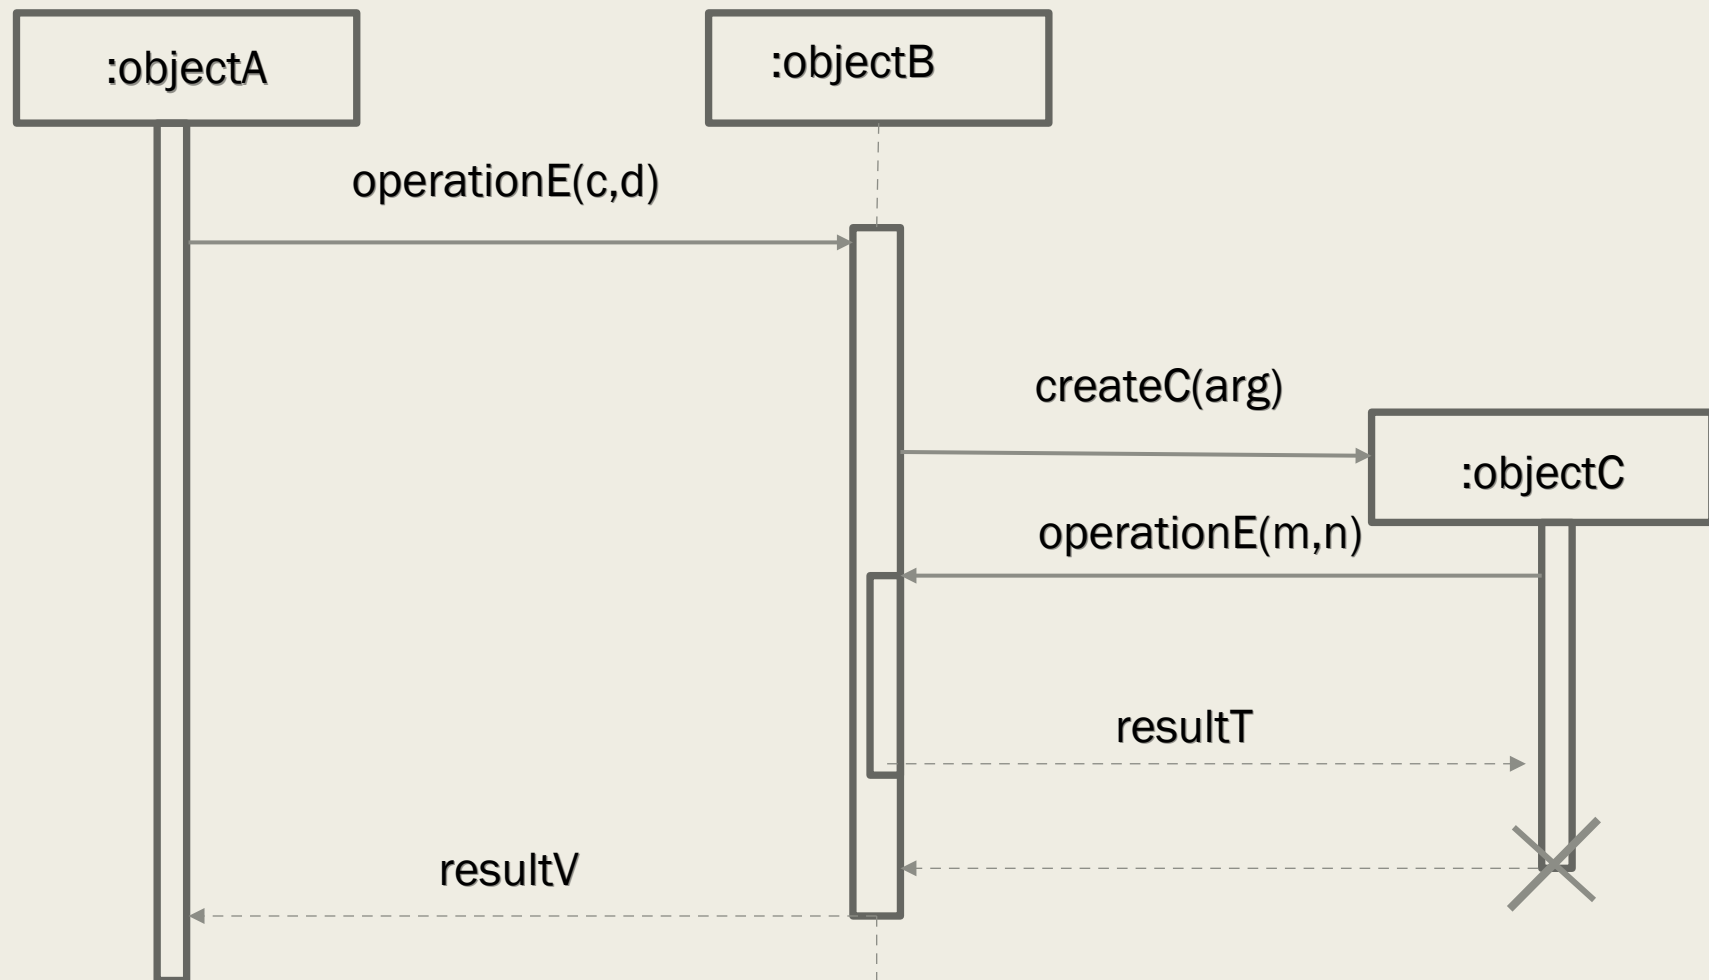 :objectA
:objectB
operationE(c,d)
createC(arg)
:objectC
operationE(m,n)
resultT
resultV